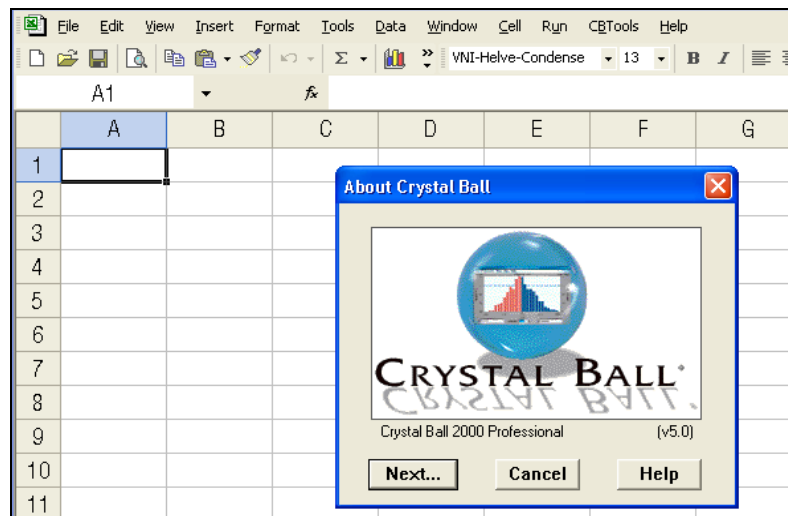 File Edit View Insert Format Tools Data Window Cell Run CBTools Help
VNI-Helve-Condense 13 B I
A1 fx
A B C D E F G
1
About Crystal Ball
2
3
4
5
6
7
CRYSTAL BALL
8
9
Crystal Ball 2000 Professional (v5.0)
10
Next... Cancel Help
11